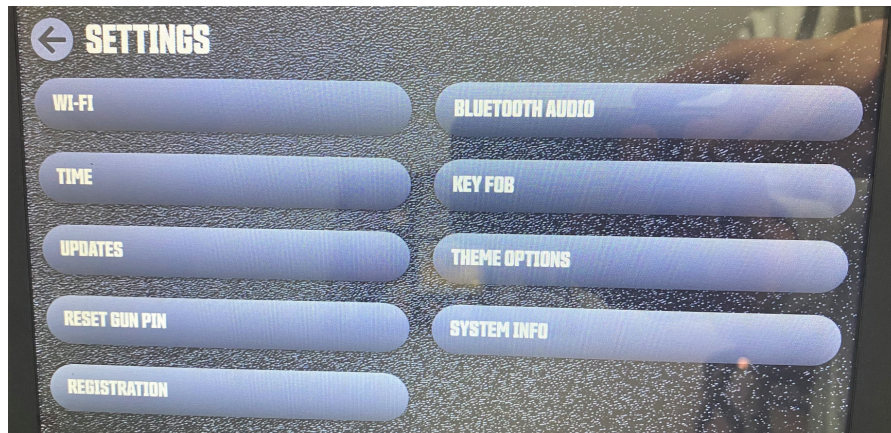 SETTINGS
WI-FI
TIME
UPDATES
RESET GUN PIN
REGISTRATION
BLUETOOTH AUDIO
KEY FOB
THEME OPTIONS
SYSTEM INFO